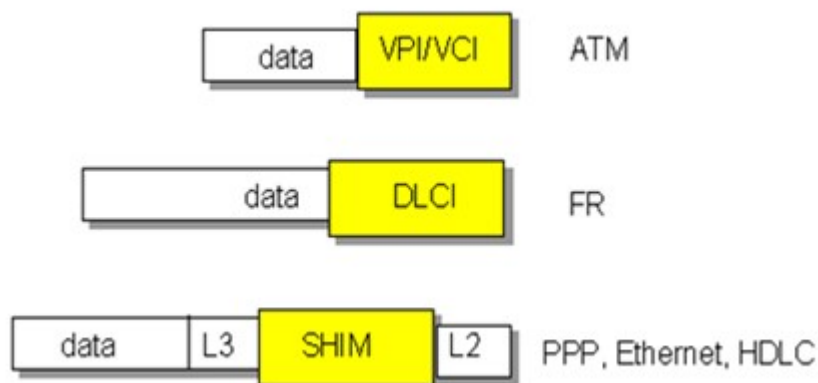 data VPI/VCI ATM
data DLCI FR
data L3 SHIM L2 PPP, Ethernet, HDLC